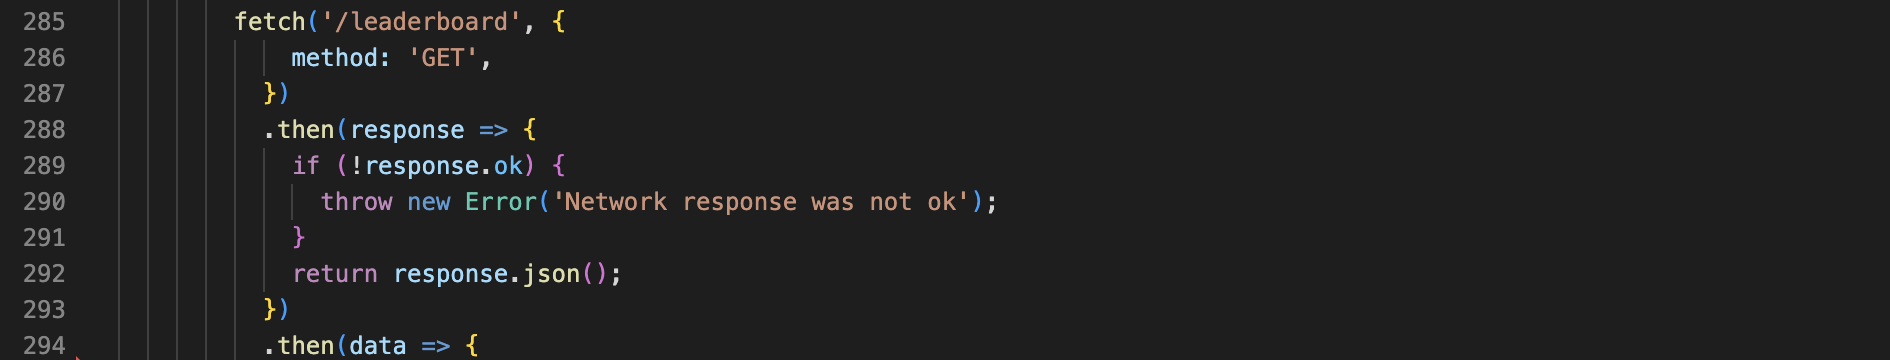 285 fetch('/leaderboard', {
286 method: 'GET',
287 })
288 .then(response => {
289 if (!response.ok) {
290 throw new Error('Network response was not ok');
291 }
292 return response.json();
293 })
294 .then(data => {